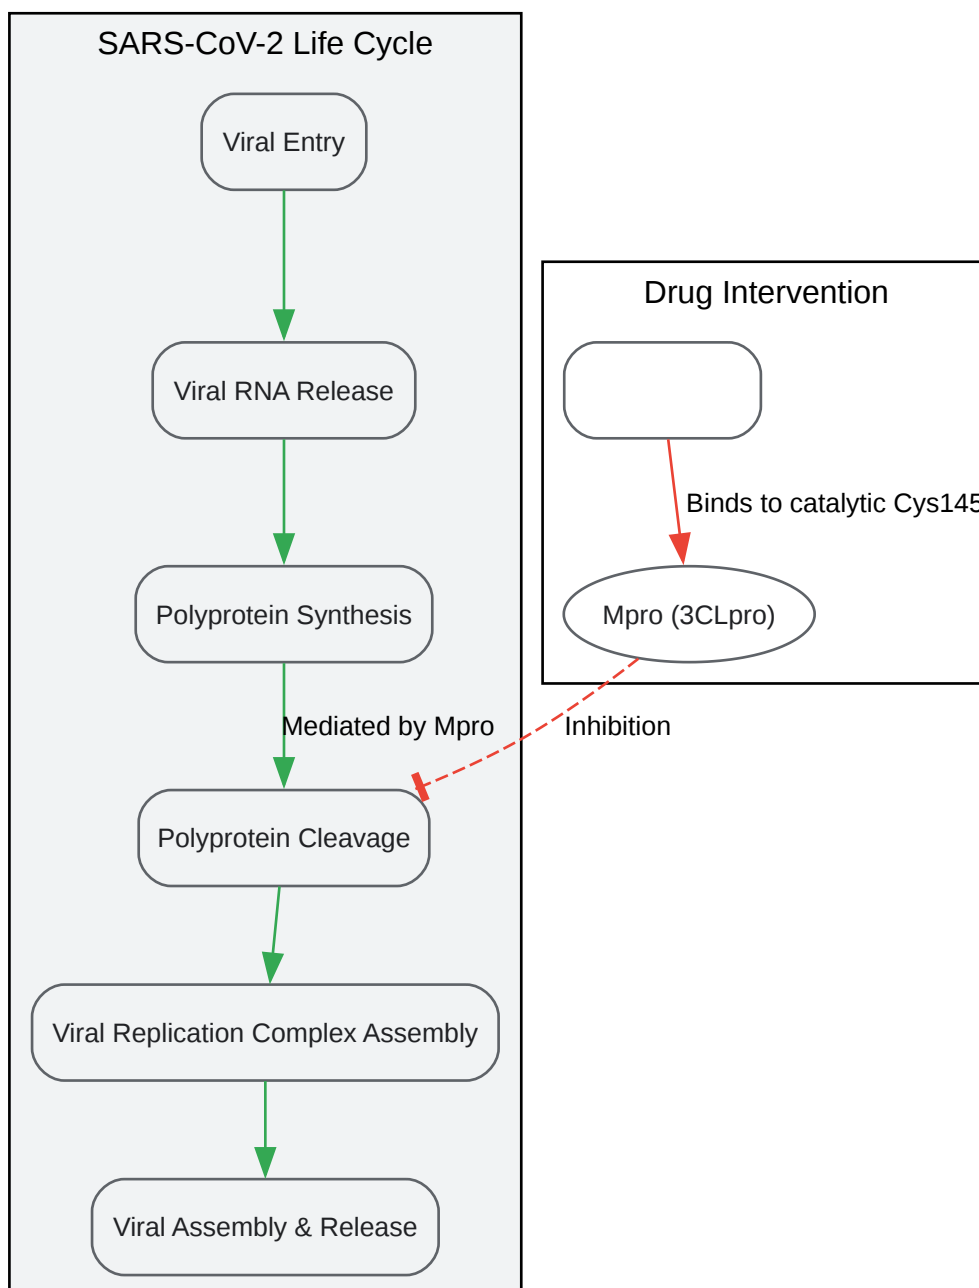 SARS-CoV-2 Life Cycle
Viral Entry
Drug Intervention
Viral RNA Release
Binds to catalytic Cys145
Polyprotein Synthesis
Mpro (3CLpro)
Mediated by Mpro
Inhibition
Polyprotein Cleavage
Viral Replication Complex Assembly
Viral Assembly & Release